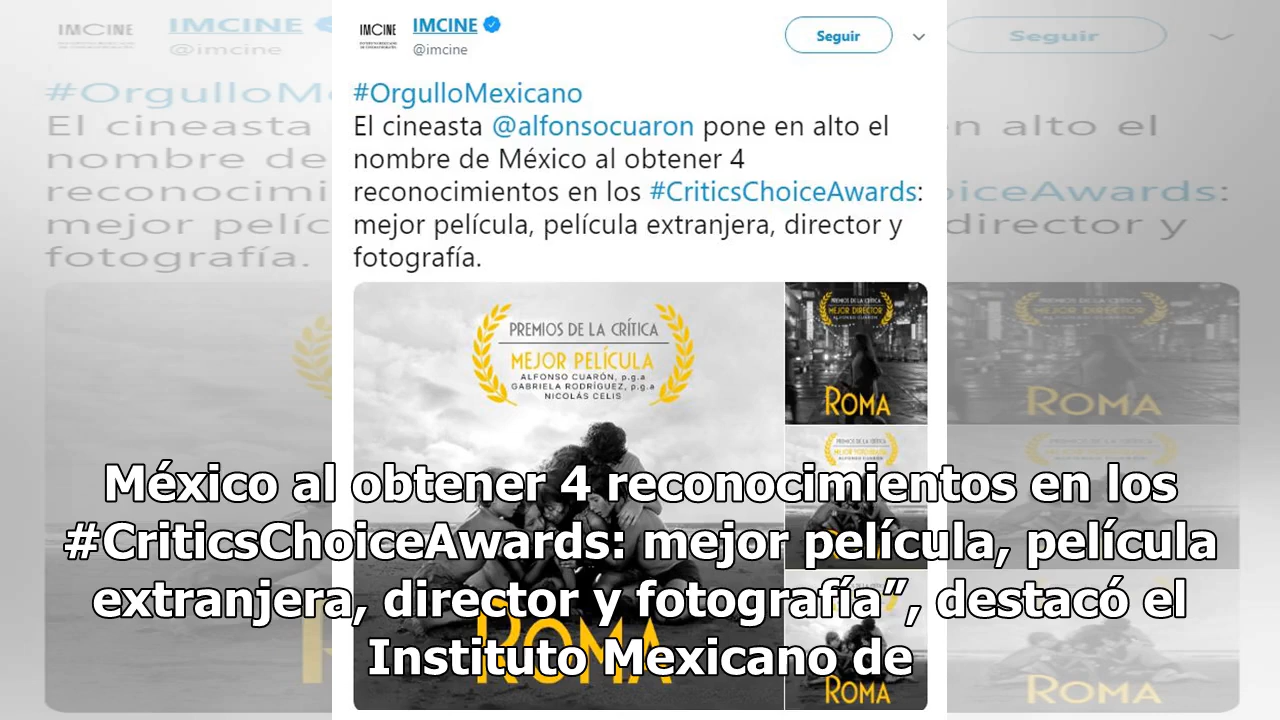 IMCINE
IMCINE
@imcine
Seguir
#OrgulloMexicano
El cineasta @alfonsocuaron pone en alto el
nombre de México al obtener 4
reconocimientos en los #CriticsChoiceAwards:
mejor película, película extranjera, director y
fotografía.
PREMIOS DE LA CRÍTICA
MEJOR PELÍCULA
ALFONSO CUARÓN, p.g.a
GABRIELA RODRÍGUEZ, p.g.a
NICOLÁS CELIS
ROMA
PREMIOS DE LA CRÍTICA
MEJOR DIRECTOR
ALFONSO CUARÓN
ROMA
PREMIOS DE LA CRÍTICA
ROMA
México al obtener 4 reconocimientos en los
#CriticsChoiceAwards: mejor película, película
extranjera, director y fotografía”, destacó el
Instituto Mexicano de